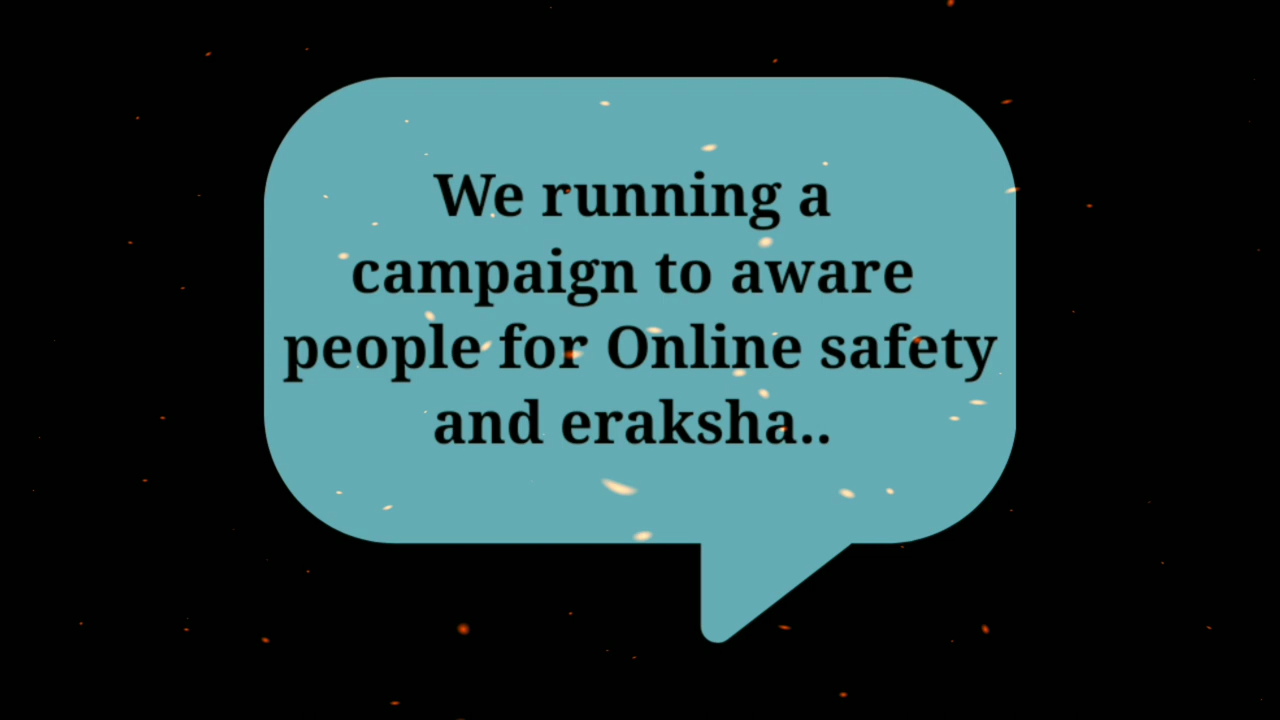 We running a
campaign to aware
people for Online safety
and eraksha..